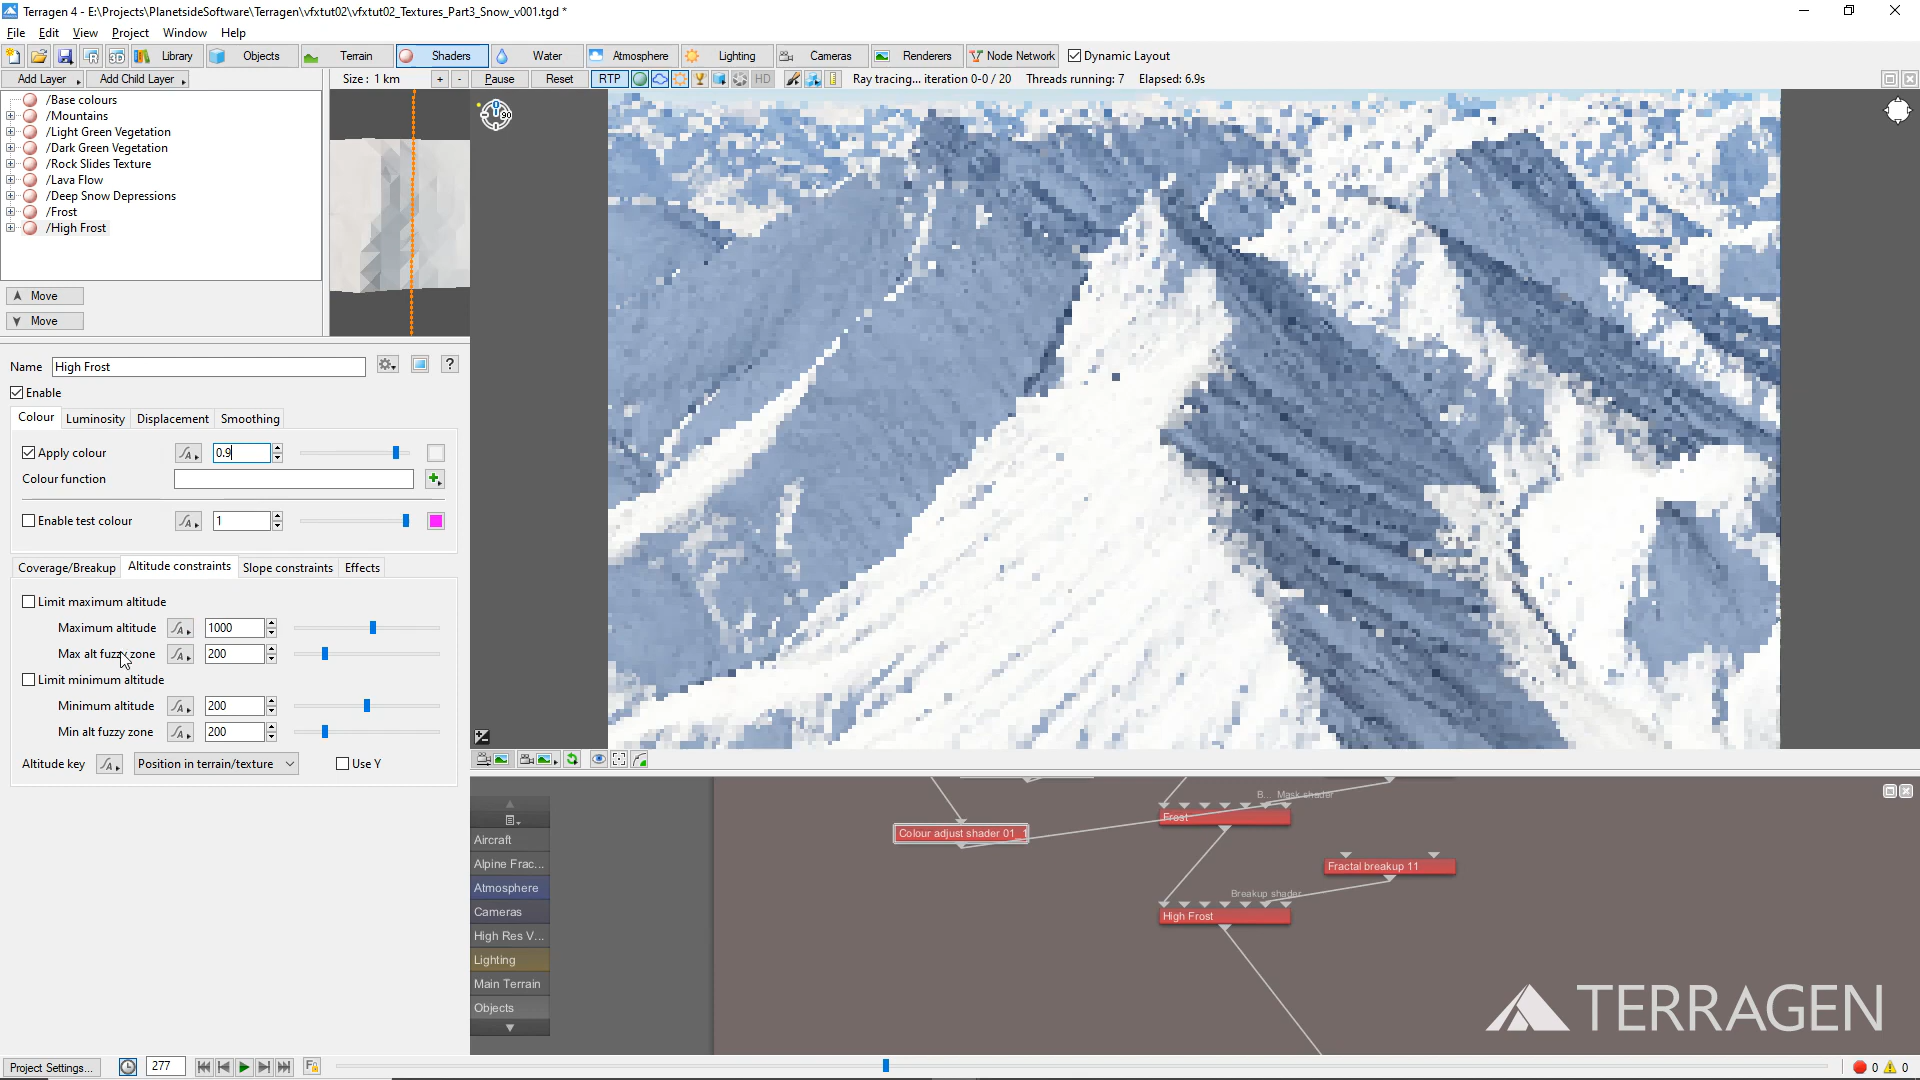 Terragen 4 - E:\Projects\PlanetsideSoftware\Terragen\vfxtut02\vfxtut02_Textures_Part3_Snow_v001.tgd *
File Edit View Project Window Help
Library Objects Terrain Shaders Water Atmosphere Lighting Cameras Renderers Node Network Dynamic Layout
Add Layer Add Child Layer Size: 1 km + - Pause Reset RTP HD Ray tracing... iteration 0-0 / 20 Threads running: 7 Elapsed: 6.9s
/Base colours
/Mountains
/Light Green Vegetation
/Dark Green Vegetation
/Rock Slides Texture
/Lava Flow
/Deep Snow Depressions
/Frost
/High Frost
Move
Move
90
Name High Frost ?
Enable
Colour Luminosity Displacement Smoothing
Apply colour 0.9
Colour function
Enable test colour 1
Coverage/Breakup Altitude constraints Slope constraints Effects
Limit maximum altitude
Maximum altitude 1000
Max alt fuzzy zone 200
Limit minimum altitude
Minimum altitude 200
Min alt fuzzy zone 200
Altitude key Position in terrain/texture Use Y
Aircraft
Alpine Frac...
Atmosphere
Cameras
High Res V...
Lighting
Main Terrain
Objects
B... Mask shader
Frost
Colour adjust shader 01_1
Fractal breakup 11
Breakup shader
High Frost
TERRAGEN
Project Settings... 277 0 0